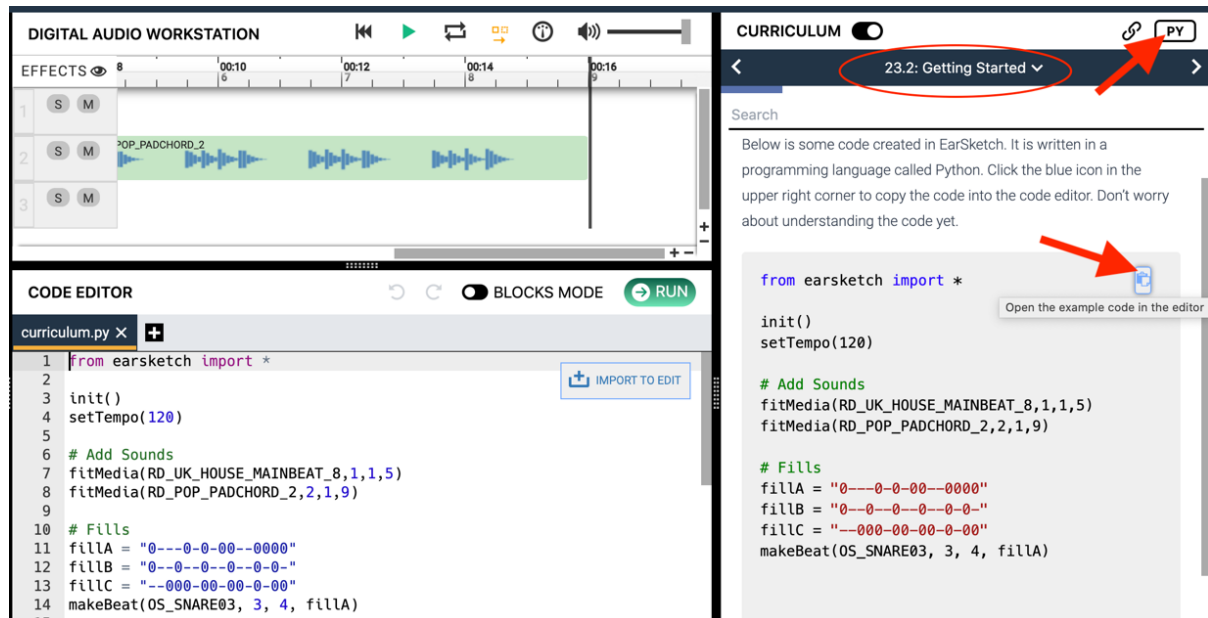 DIGITAL AUDIO WORKSTATION
EFFECTS
8 00:10 00:12 00:14 00:16
6 7 8 9
1 S M
2 S M POP_PADCHORD_2
3 S M
+
−
+ −
CODE EDITOR
BLOCKS MODE
RUN
curriculum.py
1 from earsketch import *
IMPORT TO EDIT
2
3 init()
4 setTempo(120)
5
6 # Add Sounds
7 fitMedia(RD_UK_HOUSE_MAINBEAT_8,1,1,5)
8 fitMedia(RD_POP_PADCHORD_2,2,1,9)
9
10 # Fills
11 fillA = "0---0-0-00--0000"
12 fillB = "0--0--0--0--0-0-"
13 fillC = "--000-00-00-0-00"
14 makeBeat(OS_SNARE03, 3, 4, fillA)
CURRICULUM
PY
23.2: Getting Started
Search
Below is some code created in EarSketch. It is written in a
programming language called Python. Click the blue icon in the
upper right corner to copy the code into the code editor. Don't worry
about understanding the code yet.
from earsketch import *
Open the example code in the editor
init()
setTempo(120)
# Add Sounds
fitMedia(RD_UK_HOUSE_MAINBEAT_8,1,1,5)
fitMedia(RD_POP_PADCHORD_2,2,1,9)
# Fills
fillA = "0---0-0-00--0000"
fillB = "0--0--0--0--0-0-"
fillC = "--000-00-00-0-00"
makeBeat(OS_SNARE03, 3, 4, fillA)